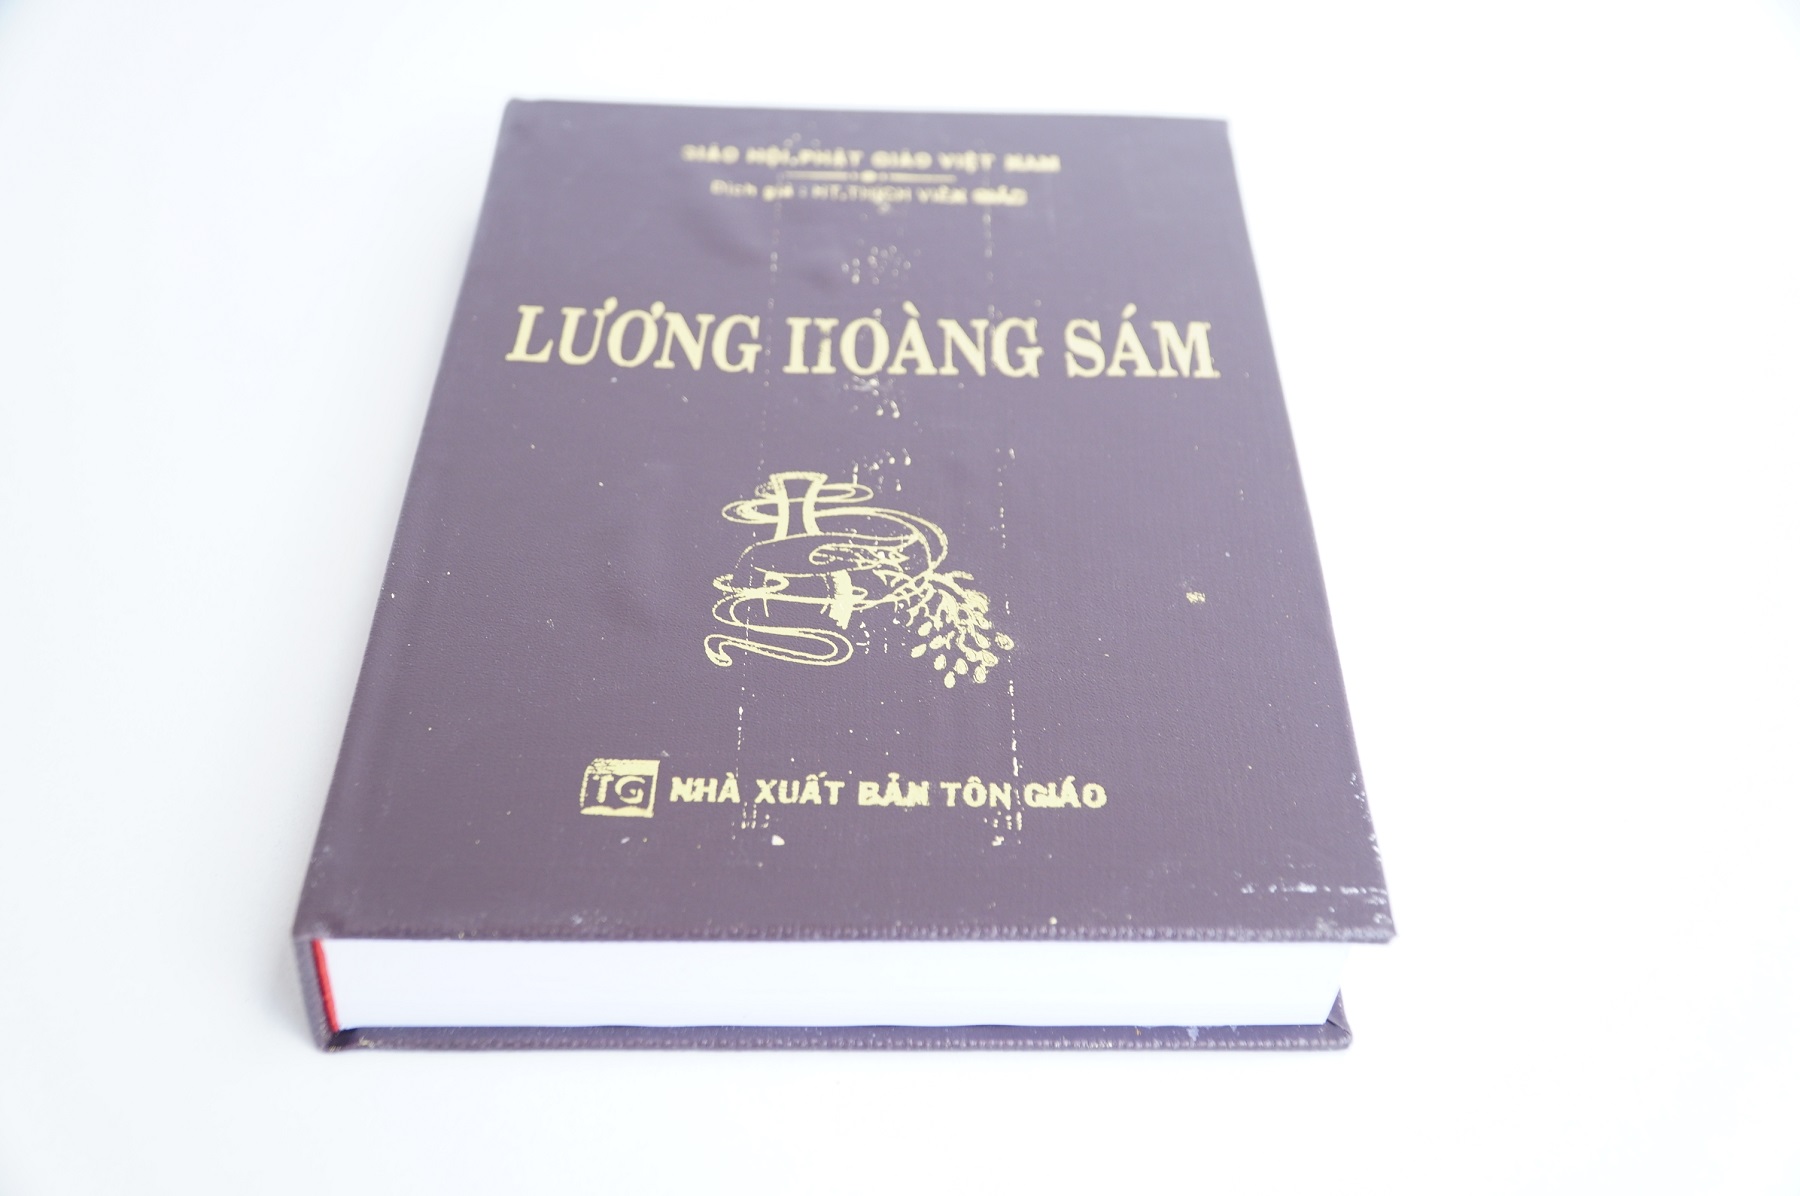 GIÁO HỘI PHẬT GIÁO VIỆT NAM
Dịch giả : HT.THÍCH VIÊN GIÁC
LƯƠNG HOÀNG SÁM
TG NHÀ XUẤT BẢN TÔN GIÁO